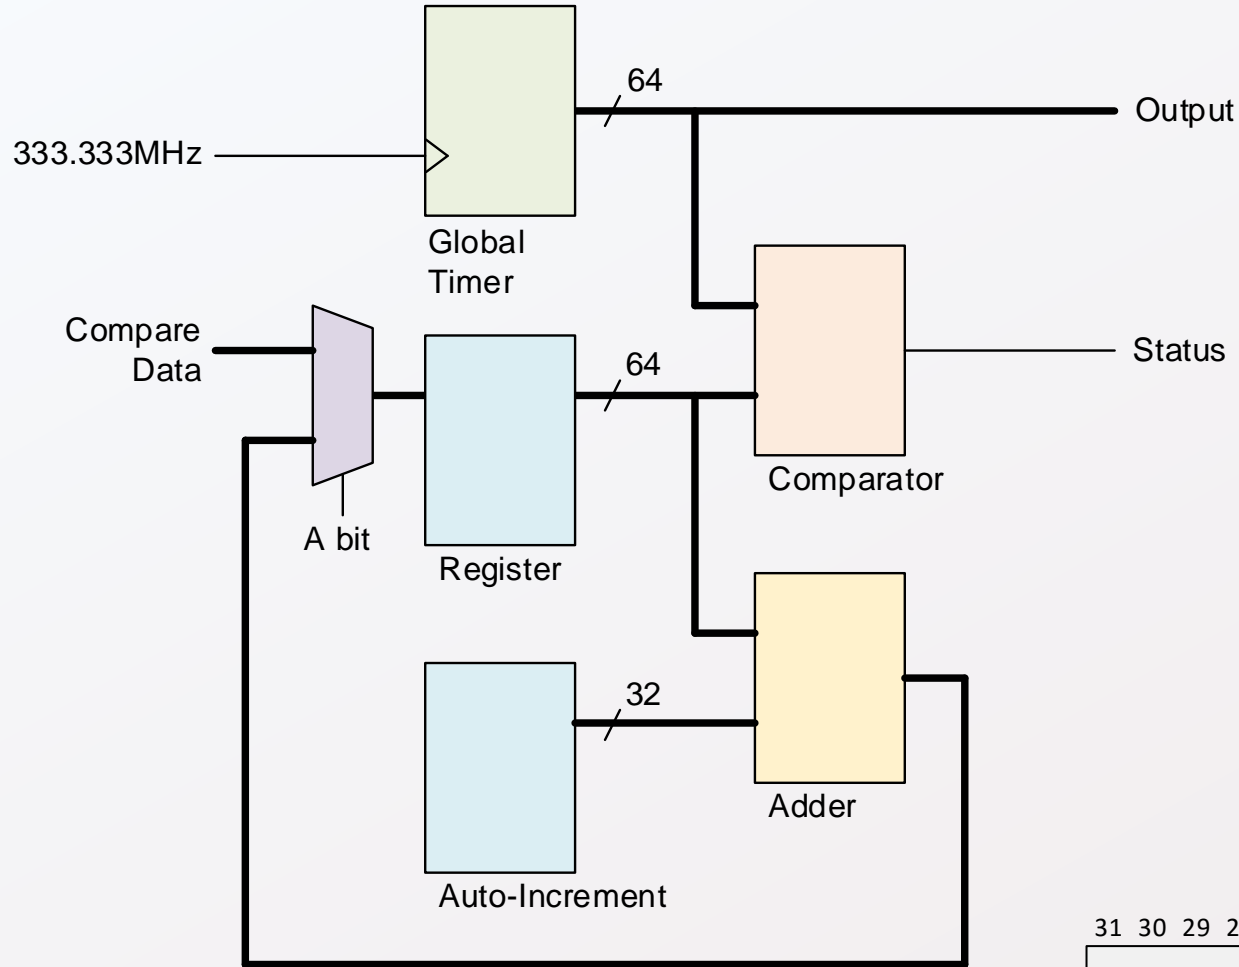 64
Output
333.333MHz
Global
Timer
Compare
Data
64
Status
Comparator
A bit
Register
32
Adder
Auto-Increment
31 30 29 2